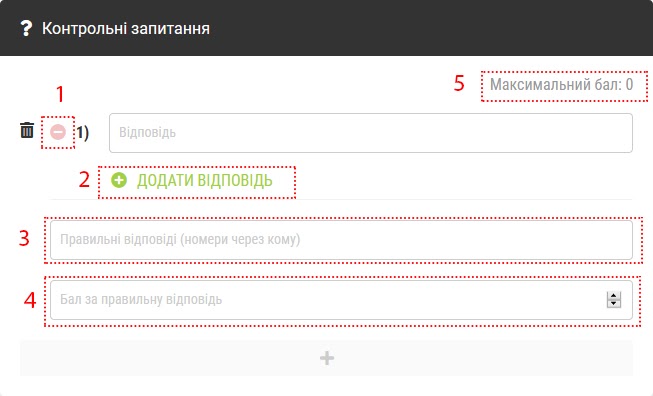 ? Контрольні запитання
5 Максимальний бал: 0
1
1) Відповідь
2 ДОДАТИ ВІДПОВІДЬ
3 Правильні відповіді (номери через кому)
4 Бал за правильну відповідь